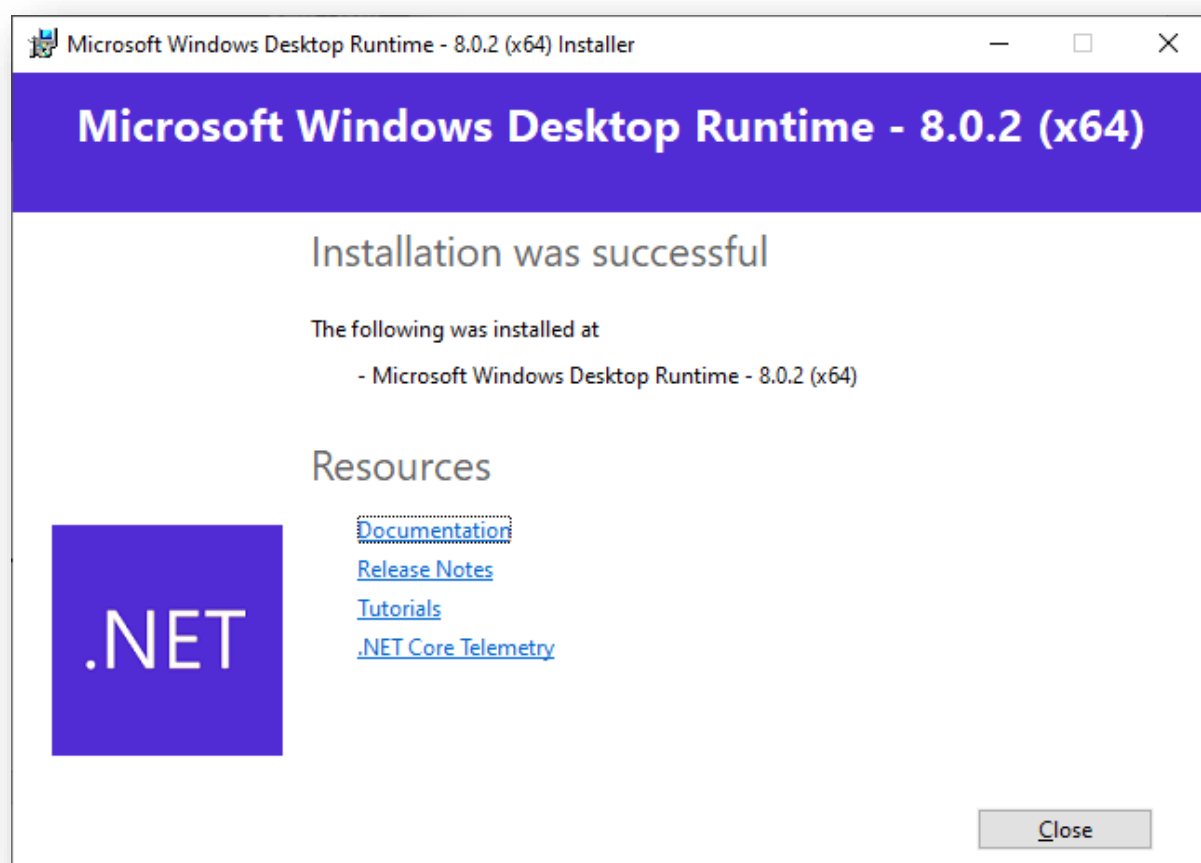 Microsoft Windows Desktop Runtime - 8.0.2 (x64) Installer
Microsoft Windows Desktop Runtime - 8.0.2 (x64)
Installation was successful
The following was installed at
- Microsoft Windows Desktop Runtime - 8.0.2 (x64)
Resources
Documentation
Release Notes
Tutorials
.NET Core Telemetry
.NET
Close